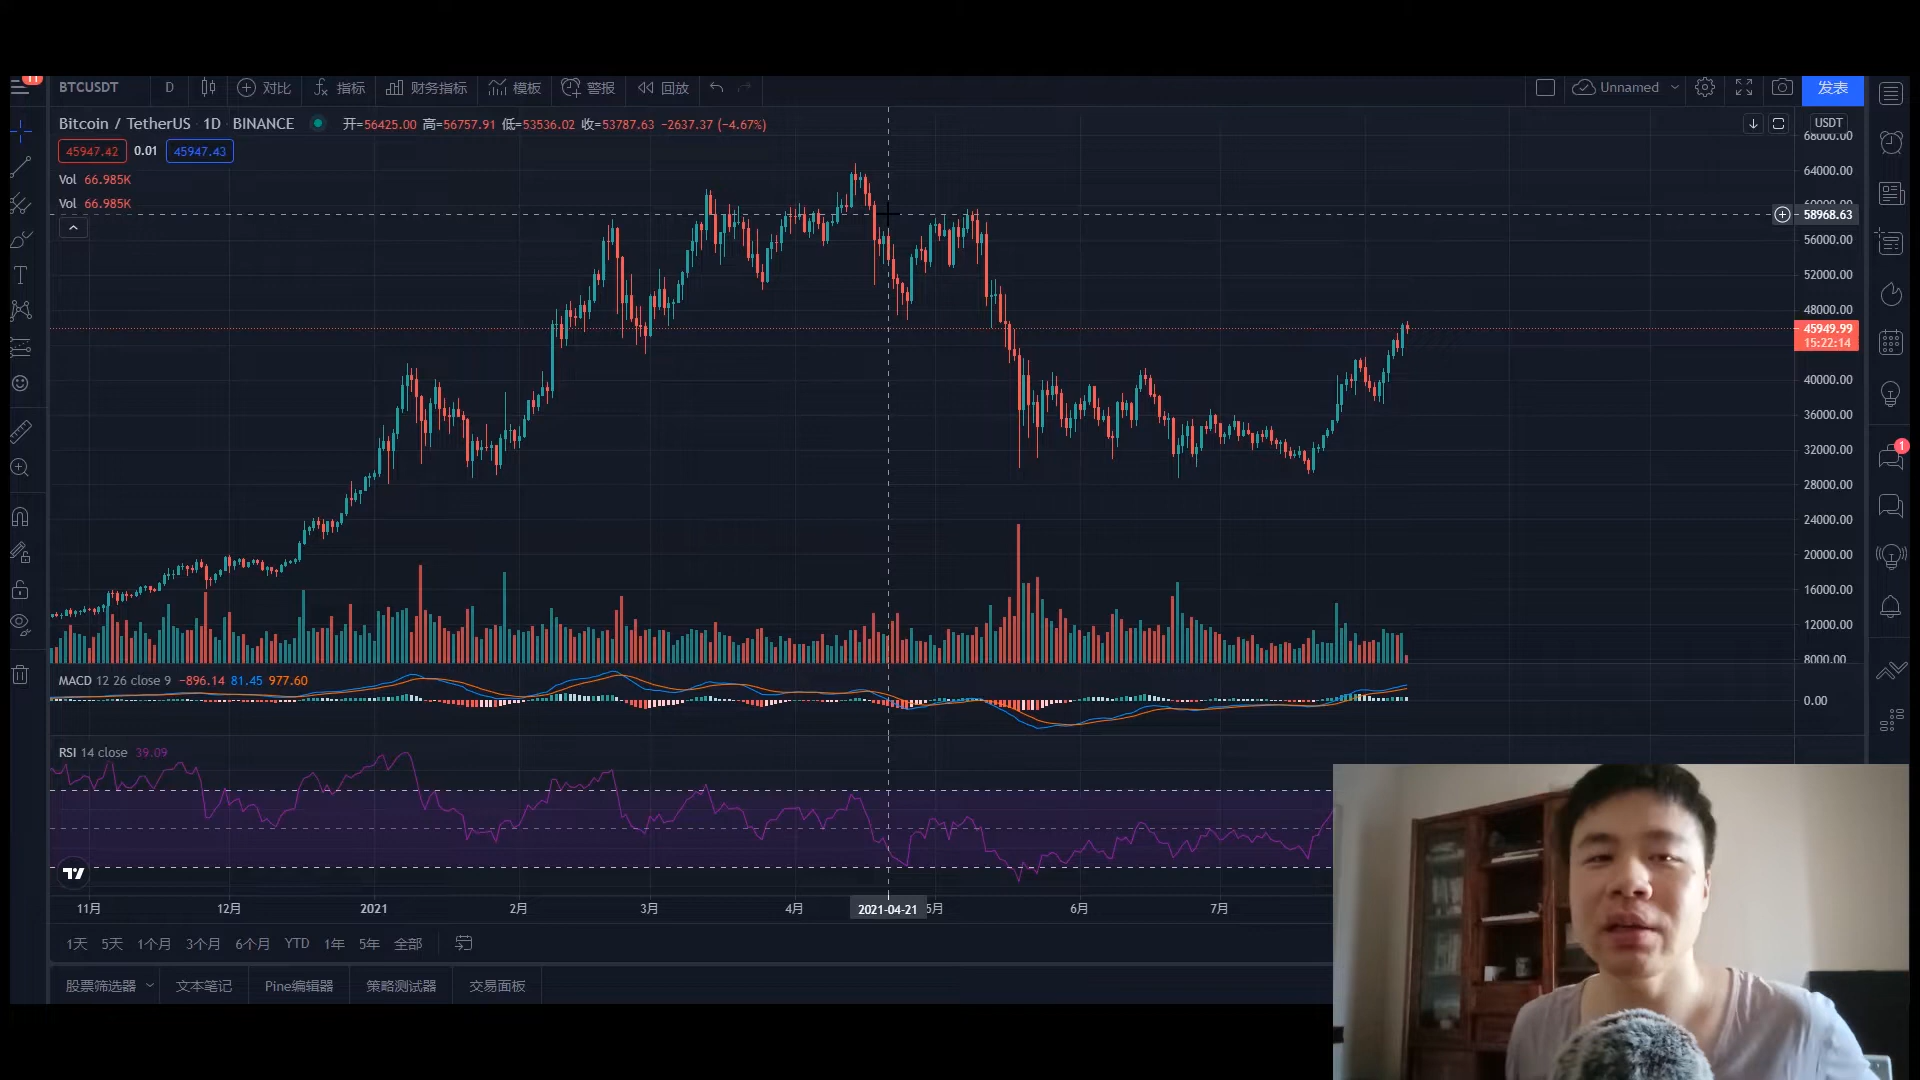 11
BTCUSDT D 对比 指标 财务指标 模板 警报 回放 Unnamed 发表
Bitcoin / TetherUS 1D BINANCE 开=56425.00 高=56757.91 低=53536.02 收=53787.63 −2637.37 (−4.67%) USDT
45947.42 0.01 45947.43
Vol 66.985K
Vol 66.985K
68000.00
64000.00
60000.00
58968.63
56000.00
52000.00
48000.00
45949.99
15:22:14
40000.00
36000.00
32000.00
28000.00
24000.00
20000.00
16000.00
12000.00
8000.00
1
MACD 12 26 close 9 −896.14 81.45 977.60
0.00
RSI 14 close 39.09
11月 12月 2021 2月 3月 4月 2021-04-21 5月 6月 7月
1天 5天 1个月 3个月 6个月 YTD 1年 5年 全部
股票筛选器 文本笔记 Pine编辑器 策略测试器 交易面板